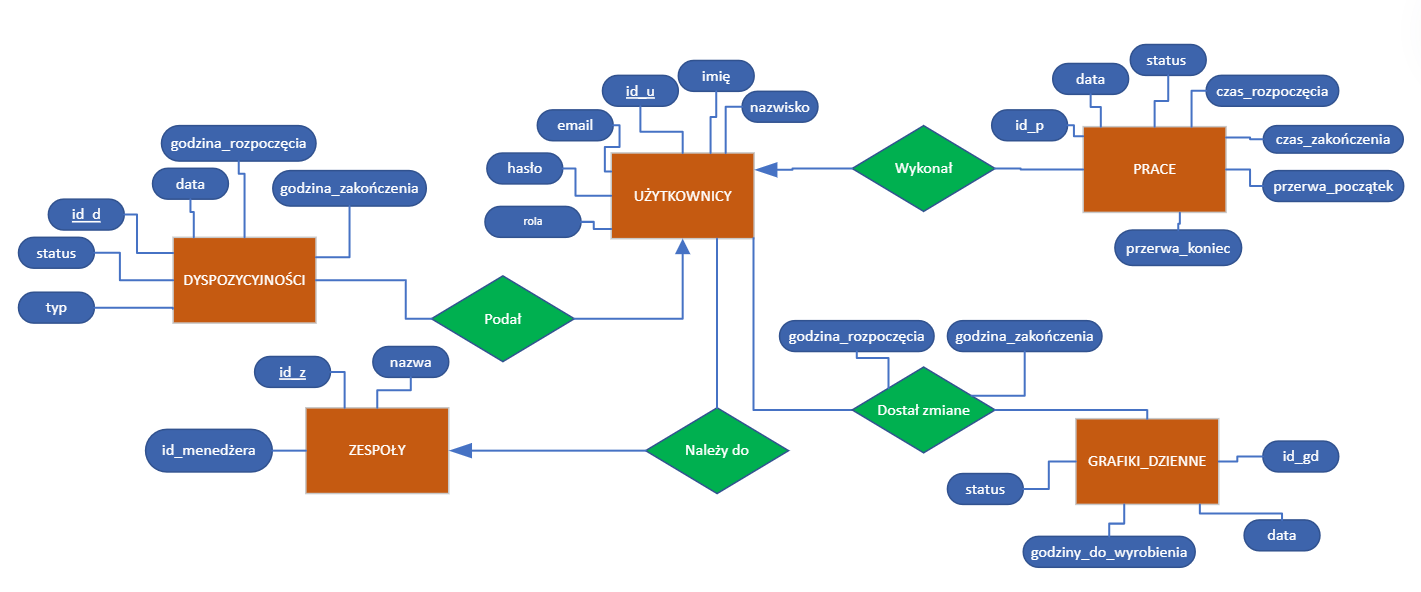 imię
status
id_u
data
czas_rozpoczęcia
nazwisko
email
id_p
godzina_rozpoczęcia
czas_zakończenia
hasło
Wykonał
PRACE
data
godzina_zakończenia
UŻYTKOWNICY
przerwa_początek
id_d
rola
przerwa_koniec
status
DYSPOZYCYJNOŚCI
typ
Podał
godzina_rozpoczęcia
godzina_zakończenia
nazwa
id_z
Dostał zmiane
id_menedżera
ZESPOŁY
Należy do
GRAFIKI_DZIENNE
id_gd
status
data
godziny_do_wyrobienia